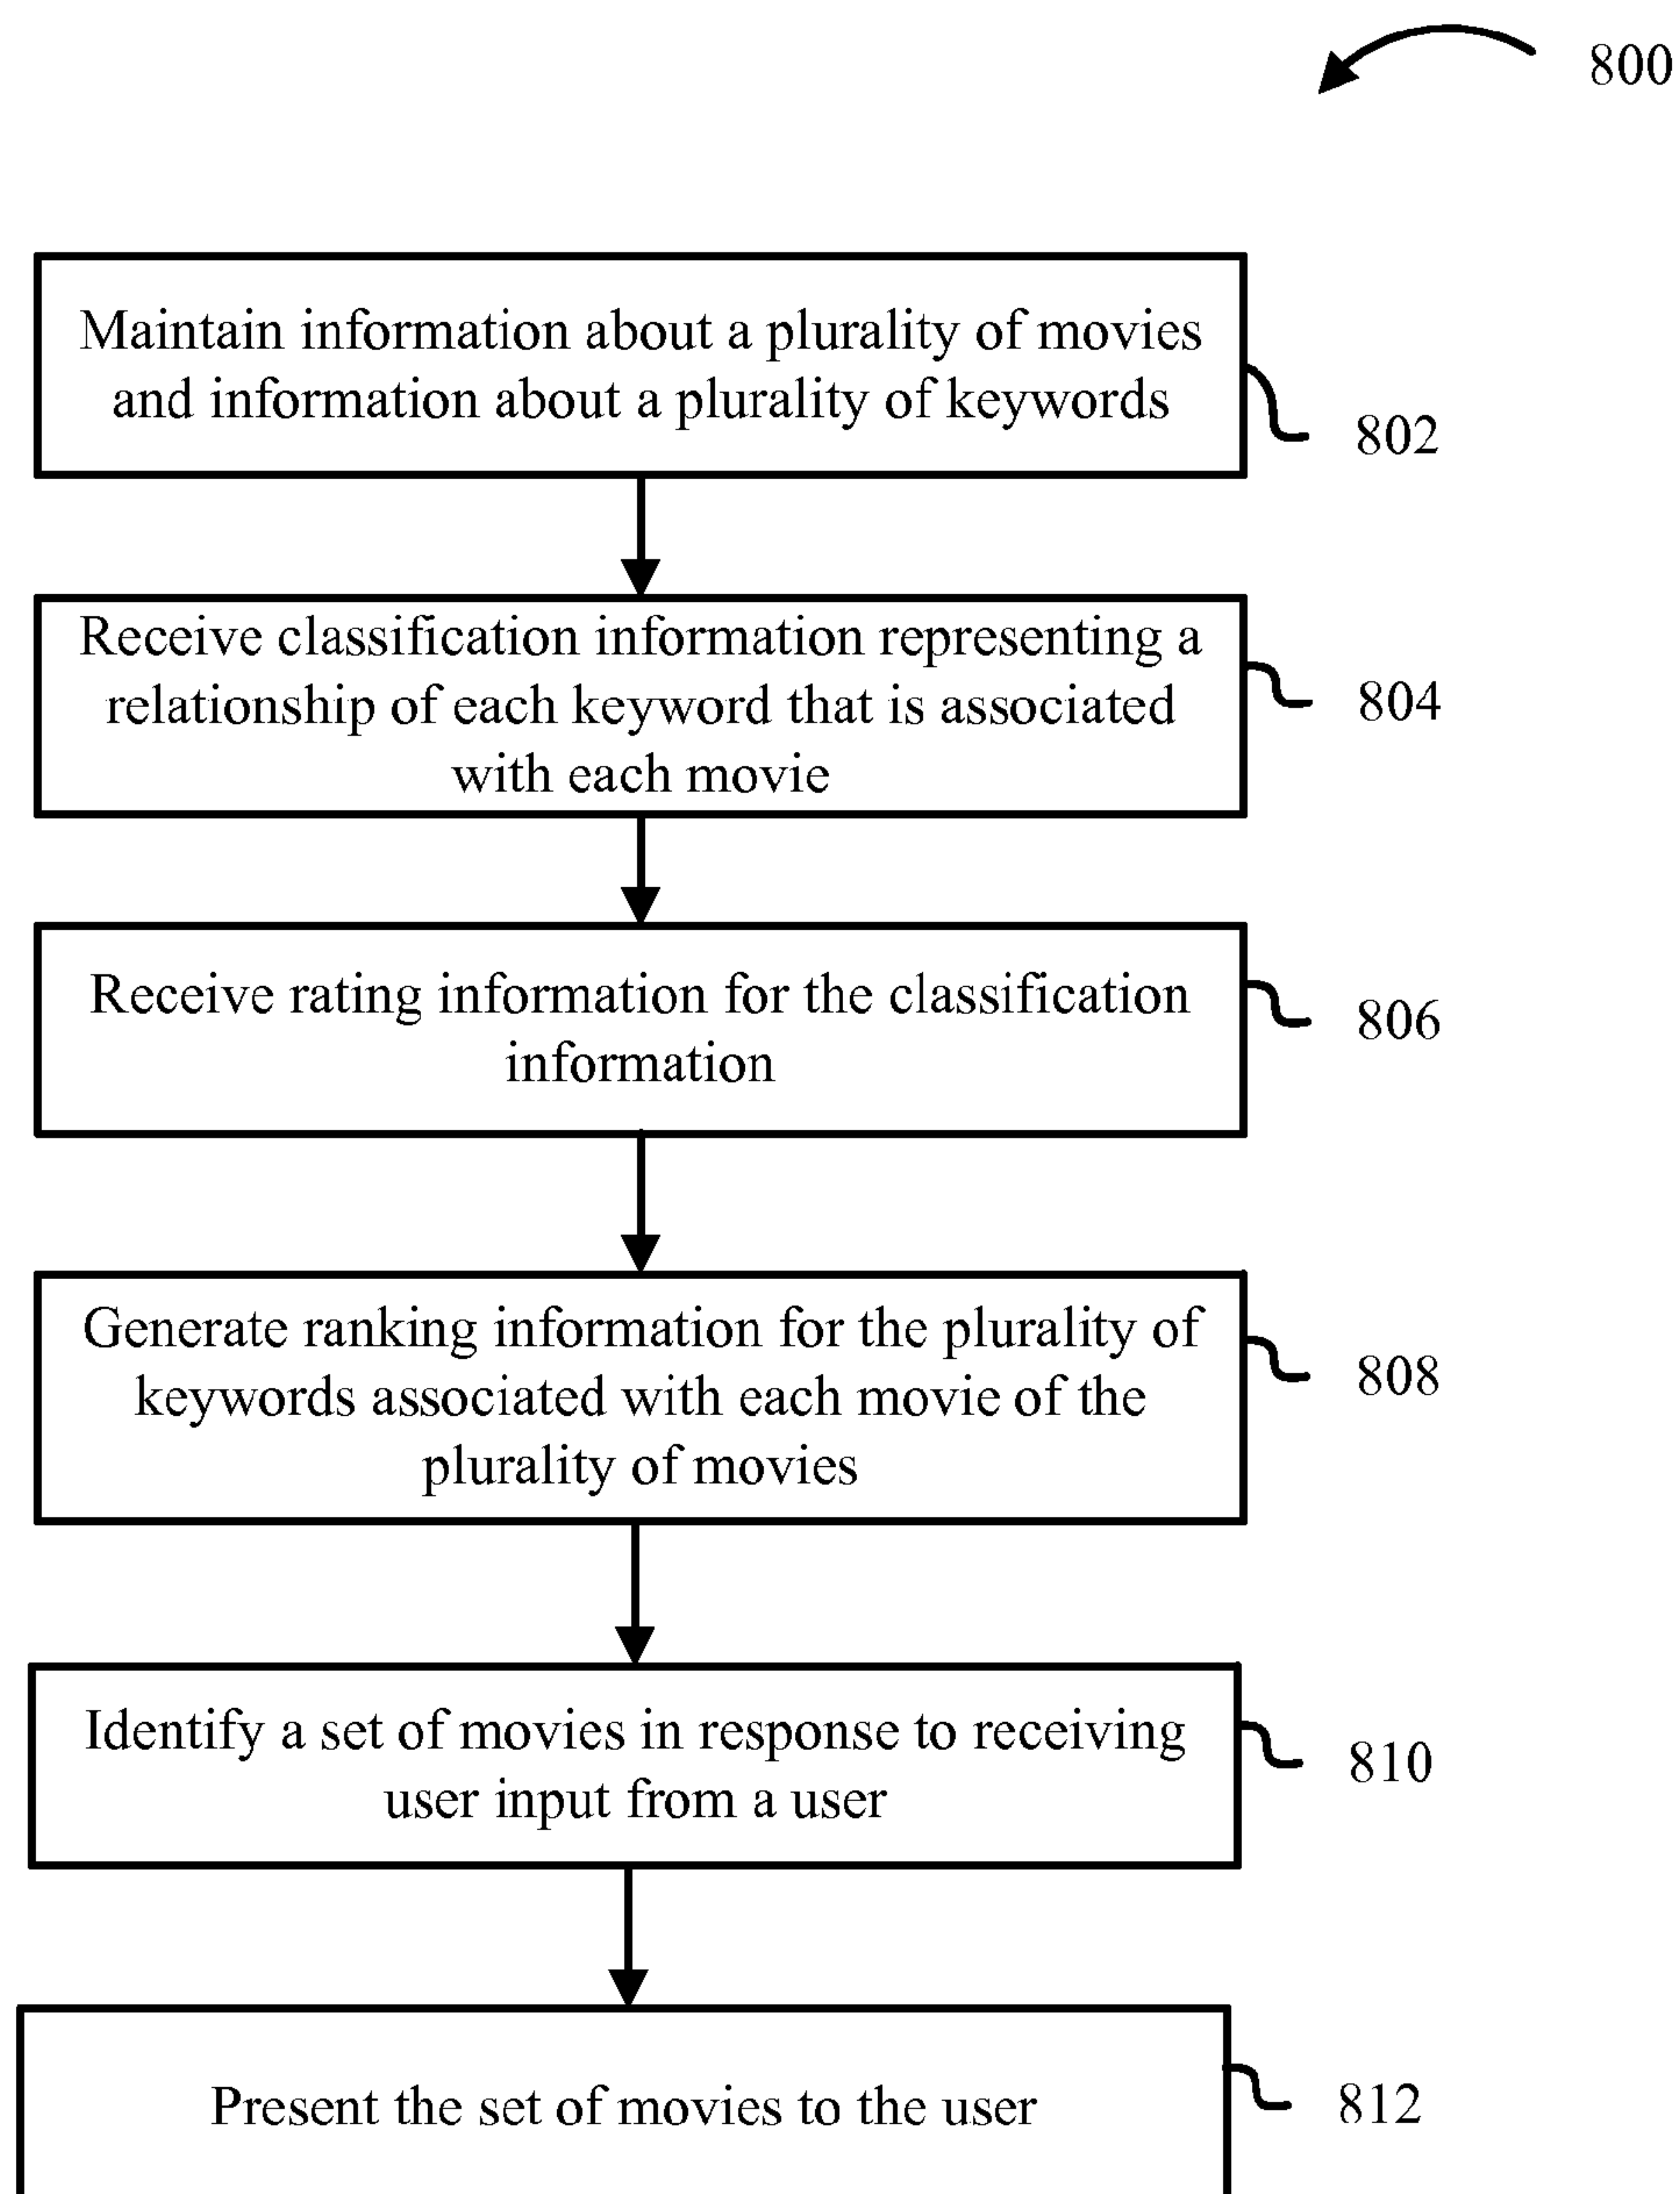 800
Maintain information about a plurality of movies
and information about a plurality of keywords
802
Receive classification information representing a
relationship of each keyword that is associated
with each movie
804
Receive rating information for the classification
information
806
Generate ranking information for the plurality of
keywords associated with each movie of the
plurality of movies
808
Identify a set of movies in response to receiving
user input from a user
810
Present the set of movies to the user
812